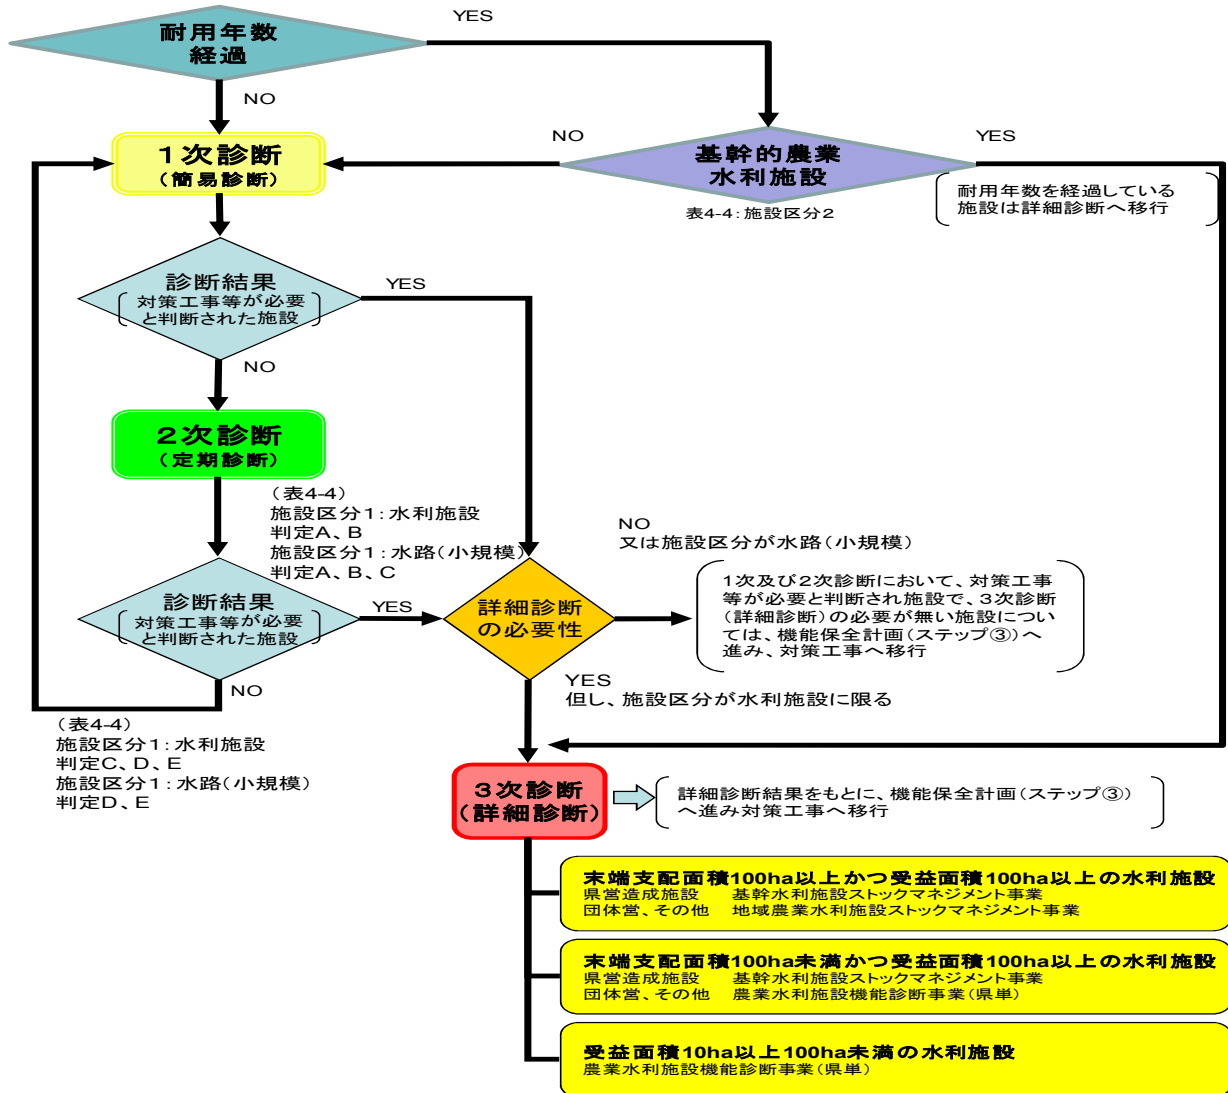 耐用年数
経過
YES
NO
1次診断
(簡易診断)
NO
基幹的農業
水利施設
YES
表4-4:施設区分2
耐用年数を経過している
施設は詳細診断へ移行
診断結果
対策工事等が必要
と判断された施設
YES
NO
2次診断
(定期診断)
(表4-4)
施設区分1:水利施設
判定A、B
施設区分1:水路(小規模)
判定A、B、C
診断結果
対策工事等が必要
と判断された施設
YES
NO
詳細診断
の必要性
NO
又は施設区分が水路(小規模)
1次及び2次診断において、対策工事
等が必要と判断され施設で、3次診断
(詳細診断)の必要が無い施設につい
ては、機能保全計画(ステップ③)へ
進み、対策工事へ移行
YES
但し、施設区分が水利施設に限る
(表4-4)
施設区分1:水利施設
判定C、D、E
施設区分1:水路(小規模)
判定D、E
3次診断
(詳細診断)
詳細診断結果をもとに、機能保全計画(ステップ③)
へ進み対策工事へ移行
末端支配面積100ha以上かつ受益面積100ha以上の水利施設
県営造成施設 基幹水利施設ストックマネジメント事業
団体営、その他 地域農業水利施設ストックマネジメント事業
末端支配面積100ha未満かつ受益面積100ha以上の水利施設
県営造成施設 基幹水利施設ストックマネジメント事業
団体営、その他 農業水利施設機能診断事業(県単)
受益面積10ha以上100ha未満の水利施設
農業水利施設機能診断事業(県単)